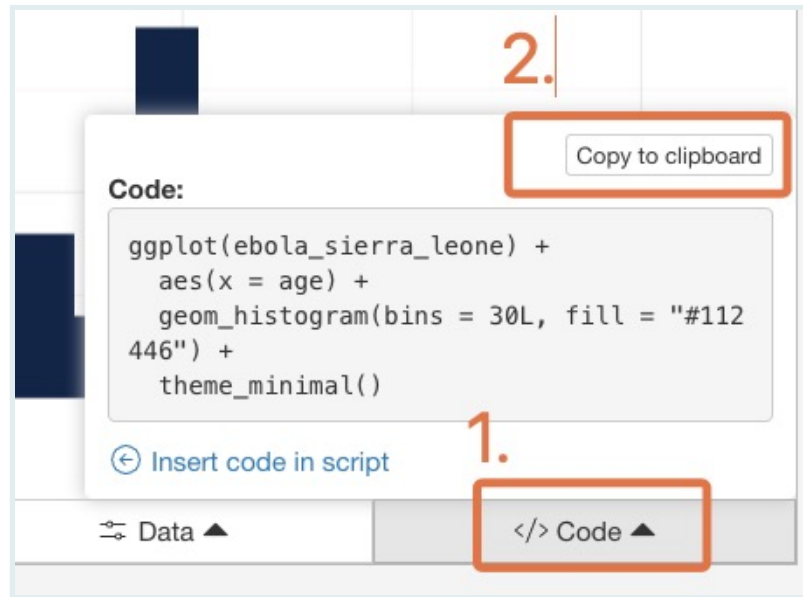 2.
Copy to clipboard
Code:
ggplot(ebola_sierra_leone) +
  aes(x = age) +
  geom_histogram(bins = 30L, fill = "#112
446") +
  theme_minimal()
1.
Insert code in script
Data
</> Code